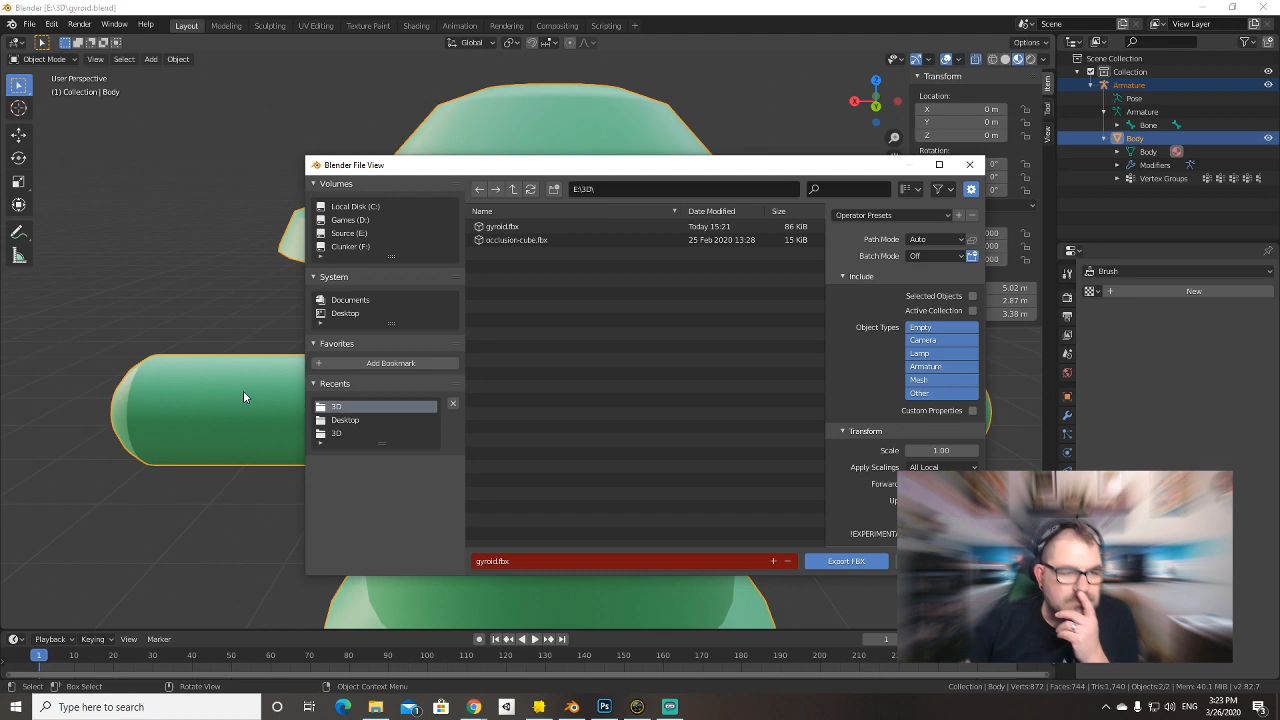 Blender [E:\3D\gyroid.blend]
File Edit Render Window Help Layout Modeling Sculpting UV Editing Texture Paint Shading Animation Rendering Compositing Scripting + Scene View Layer
Global Options
Object Mode View Select Add Object
User Perspective
(1) Collection | Body
Transform
Location:
X 0 m
Y 0 m
Z 0 m
Rotation:
5.02 m
2.87 m
3.38 m
Item
Tool
View
Scene Collection
Collection
Armature
Pose
Armature
Bone
Body
Body
Modifiers
Vertex Groups
Brush
New
Blender File View
Volumes
Local Disk (C:)
Games (D:)
Source (E:)
Clunker (F:)
System
Documents
Desktop
Favorites
Add Bookmark
Recents
3D
Desktop
3D
E:\3D\
Name Date Modified Size
gyroid.fbx Today 15:21 86 KiB
occlusion-cube.fbx 25 Feb 2020 13:28 15 KiB
Operator Presets
Path Mode Auto
Batch Mode Off
Include
Selected Objects
Active Collection
Object Types Empty
Camera
Lamp
Armature
Mesh
Other
Custom Properties
Transform
Scale 1.00
Apply Scalings All Local
Forward
Up
!EXPERIMENTA
gyroid.fbx Export FBX
Playback Keying View Marker 1
1 10 20 30 40 50 60 70 80 90 100 110 120 130 140 150 160 170 180 190 200 210 220
Select Box Select Rotate View Object Context Menu Collection | Body | Verts:872 | Faces:744 | Tris:1,740 | Objects:2/2 | Mem: 40.1 MiB | v2.82.7
Type here to search
3:23 PM
3/26/2020